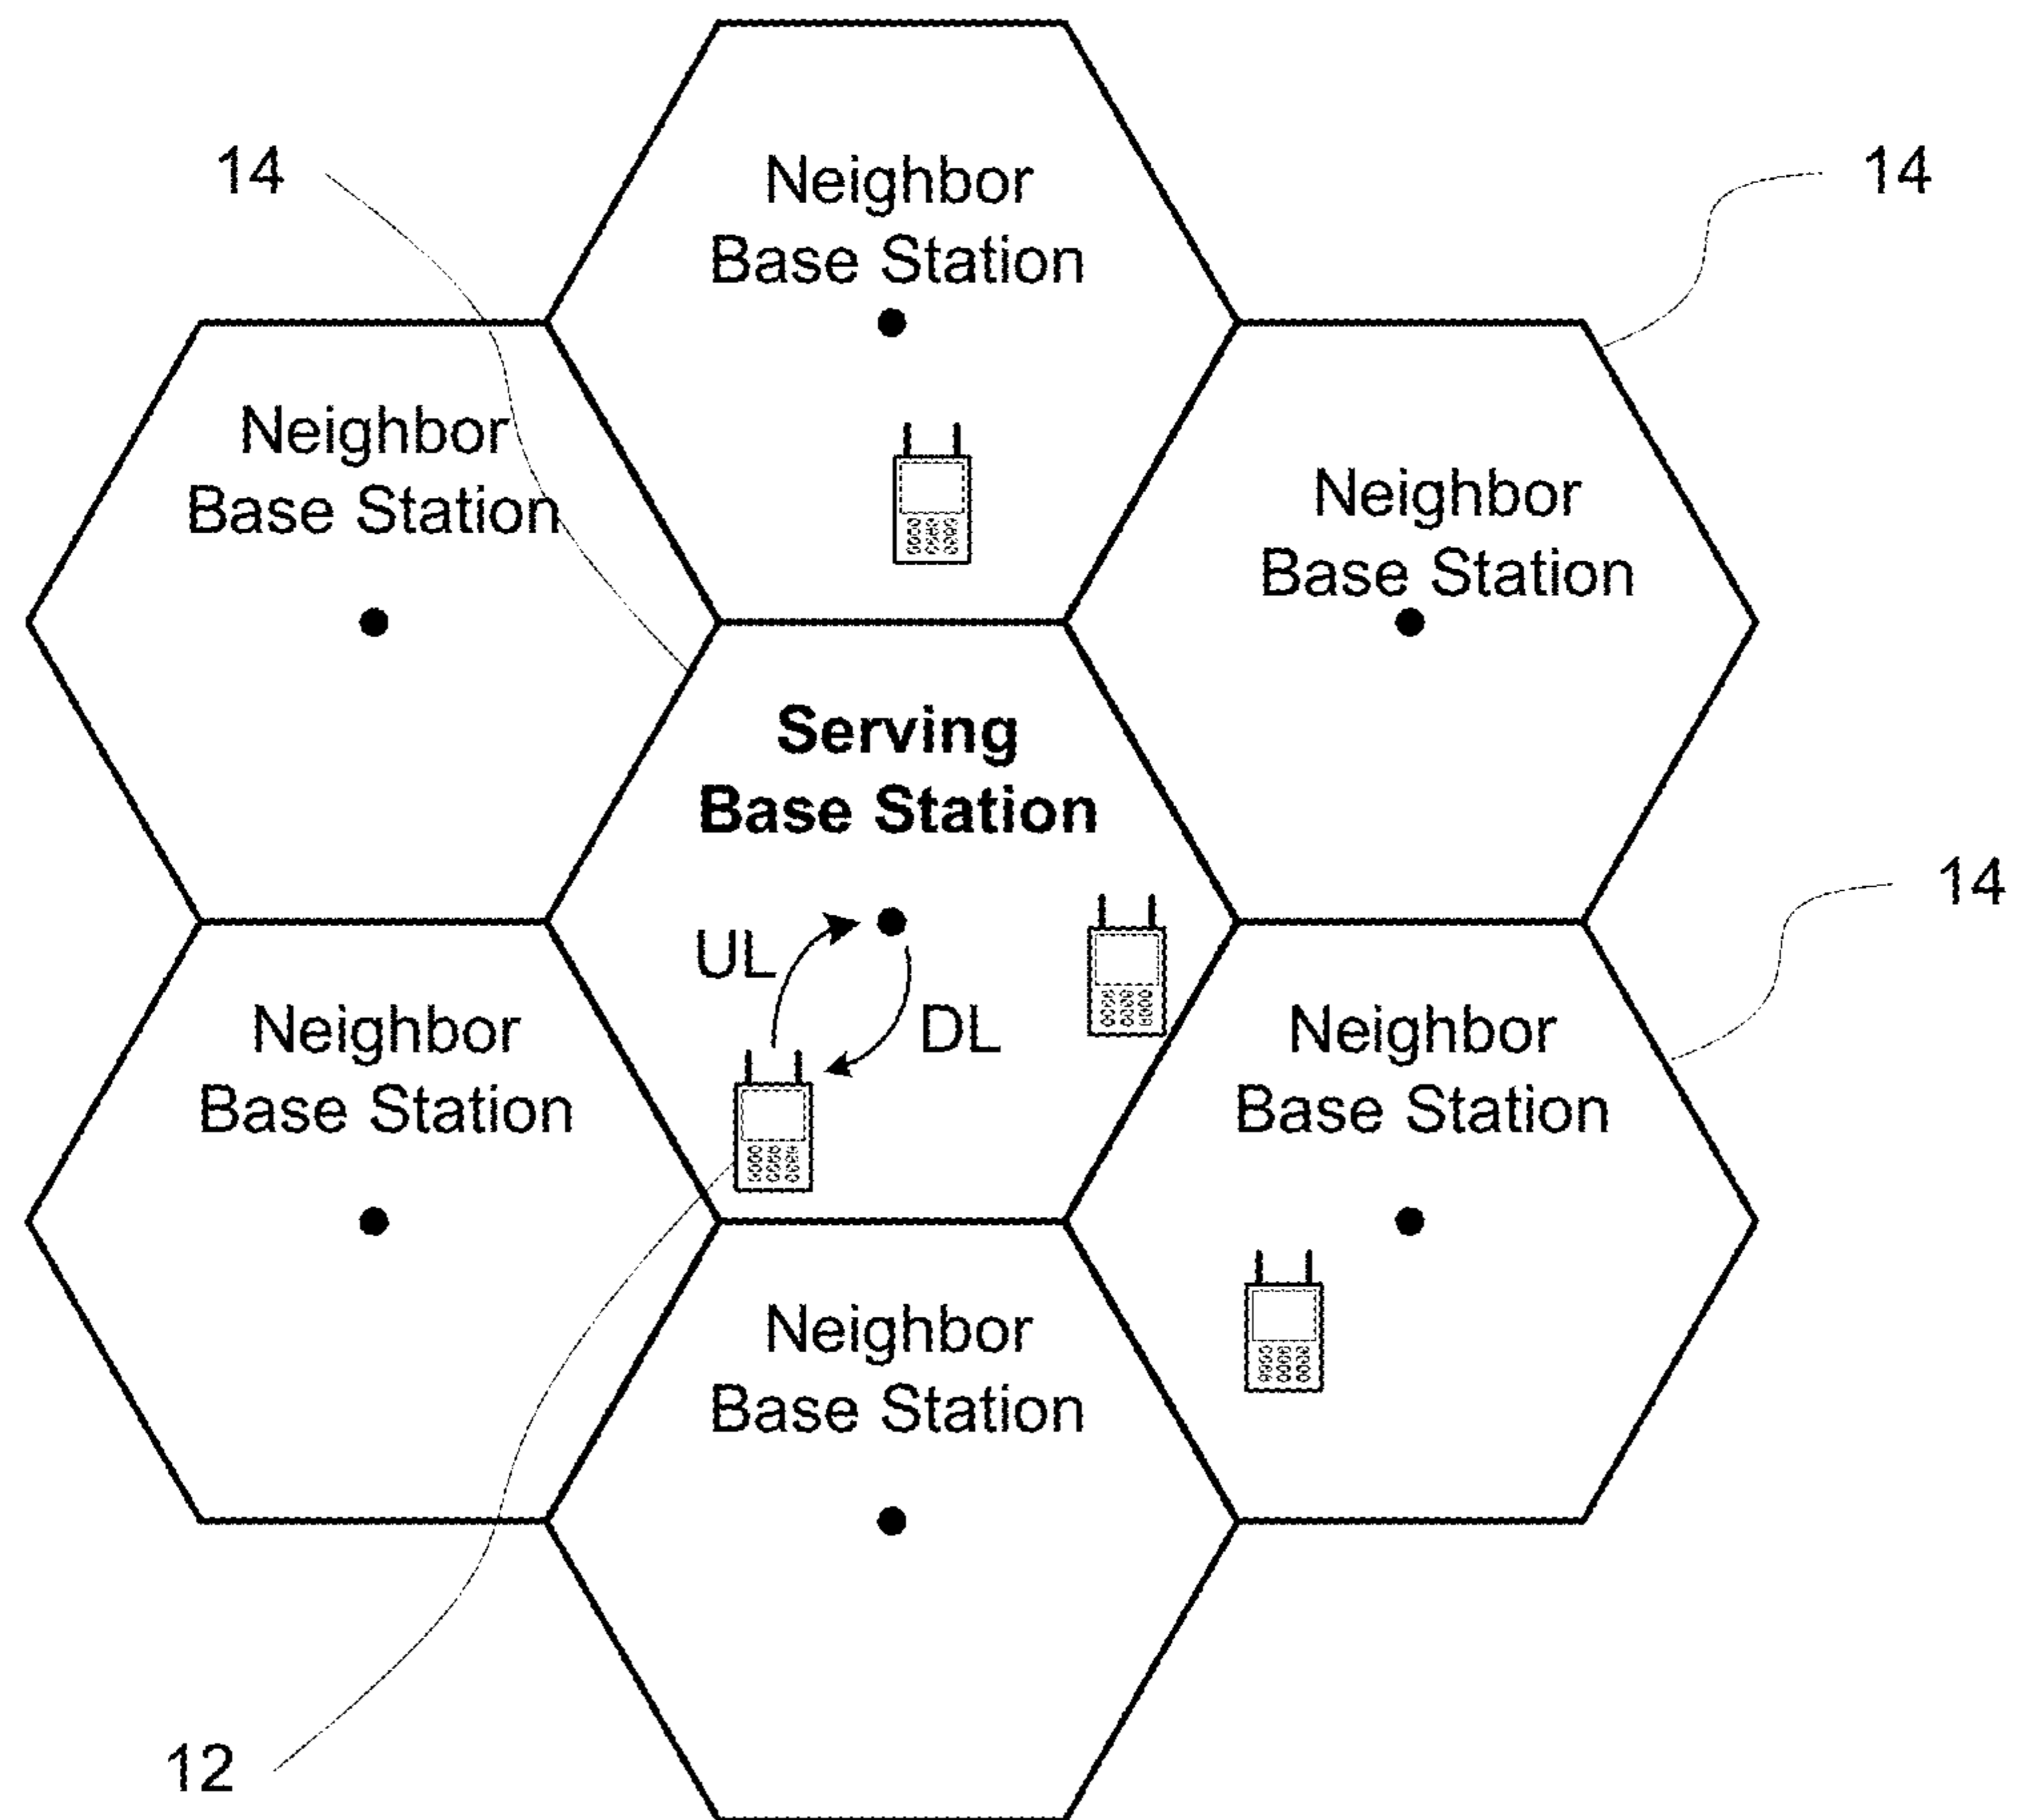 14
Neighbor
Base Station
14
Neighbor
Base Station
Neighbor
Base Station
Serving
Base Station
14
UL
DL
Neighbor
Base Station
Neighbor
Base Station
Neighbor
Base Station
12